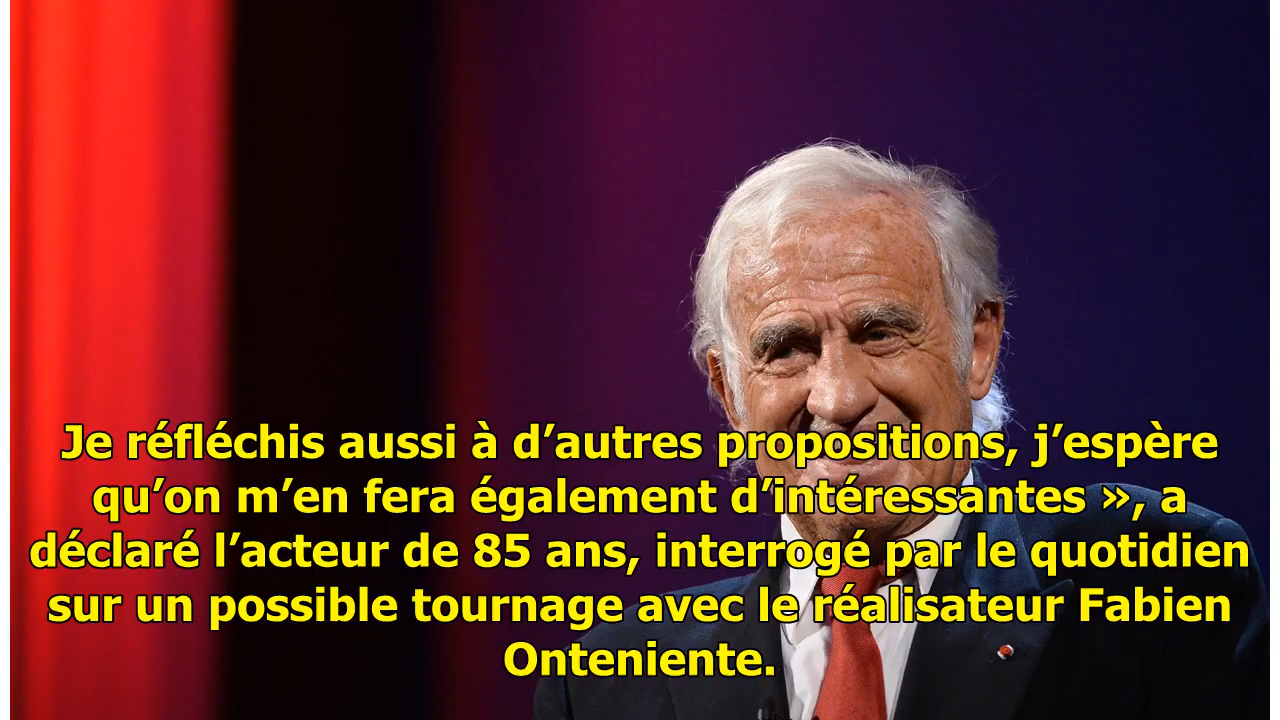 Je réfléchis aussi à d’autres propositions, j’espère
qu’on m’en fera également d’intéressantes », a
déclaré l’acteur de 85 ans, interrogé par le quotidien
sur un possible tournage avec le réalisateur Fabien
Onteniente.